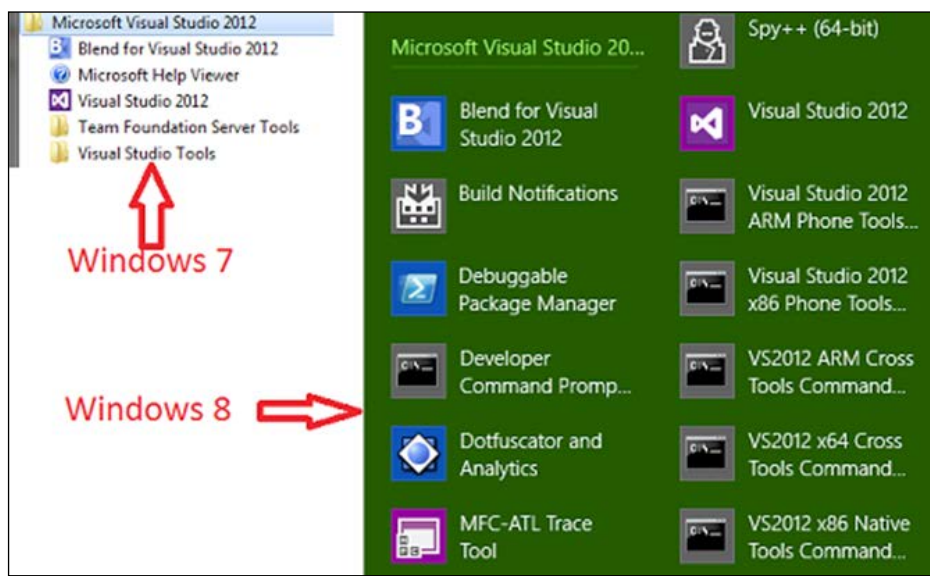 Microsoft Visual Studio 2012
Blend for Visual Studio 2012
Microsoft Help Viewer
Visual Studio 2012
Team Foundation Server Tools
Visual Studio Tools
Windows 7
Windows 8
Microsoft Visual Studio 20...
Blend for Visual
Studio 2012
Build Notifications
Debuggable
Package Manager
Developer
Command Promp...
Dotfuscator and
Analytics
MFC-ATL Trace
Tool
Spy++ (64-bit)
Visual Studio 2012
Visual Studio 2012
ARM Phone Tools...
Visual Studio 2012
x86 Phone Tools...
VS2012 ARM Cross
Tools Command...
VS2012 x64 Cross
Tools Command...
VS2012 x86 Native
Tools Command...